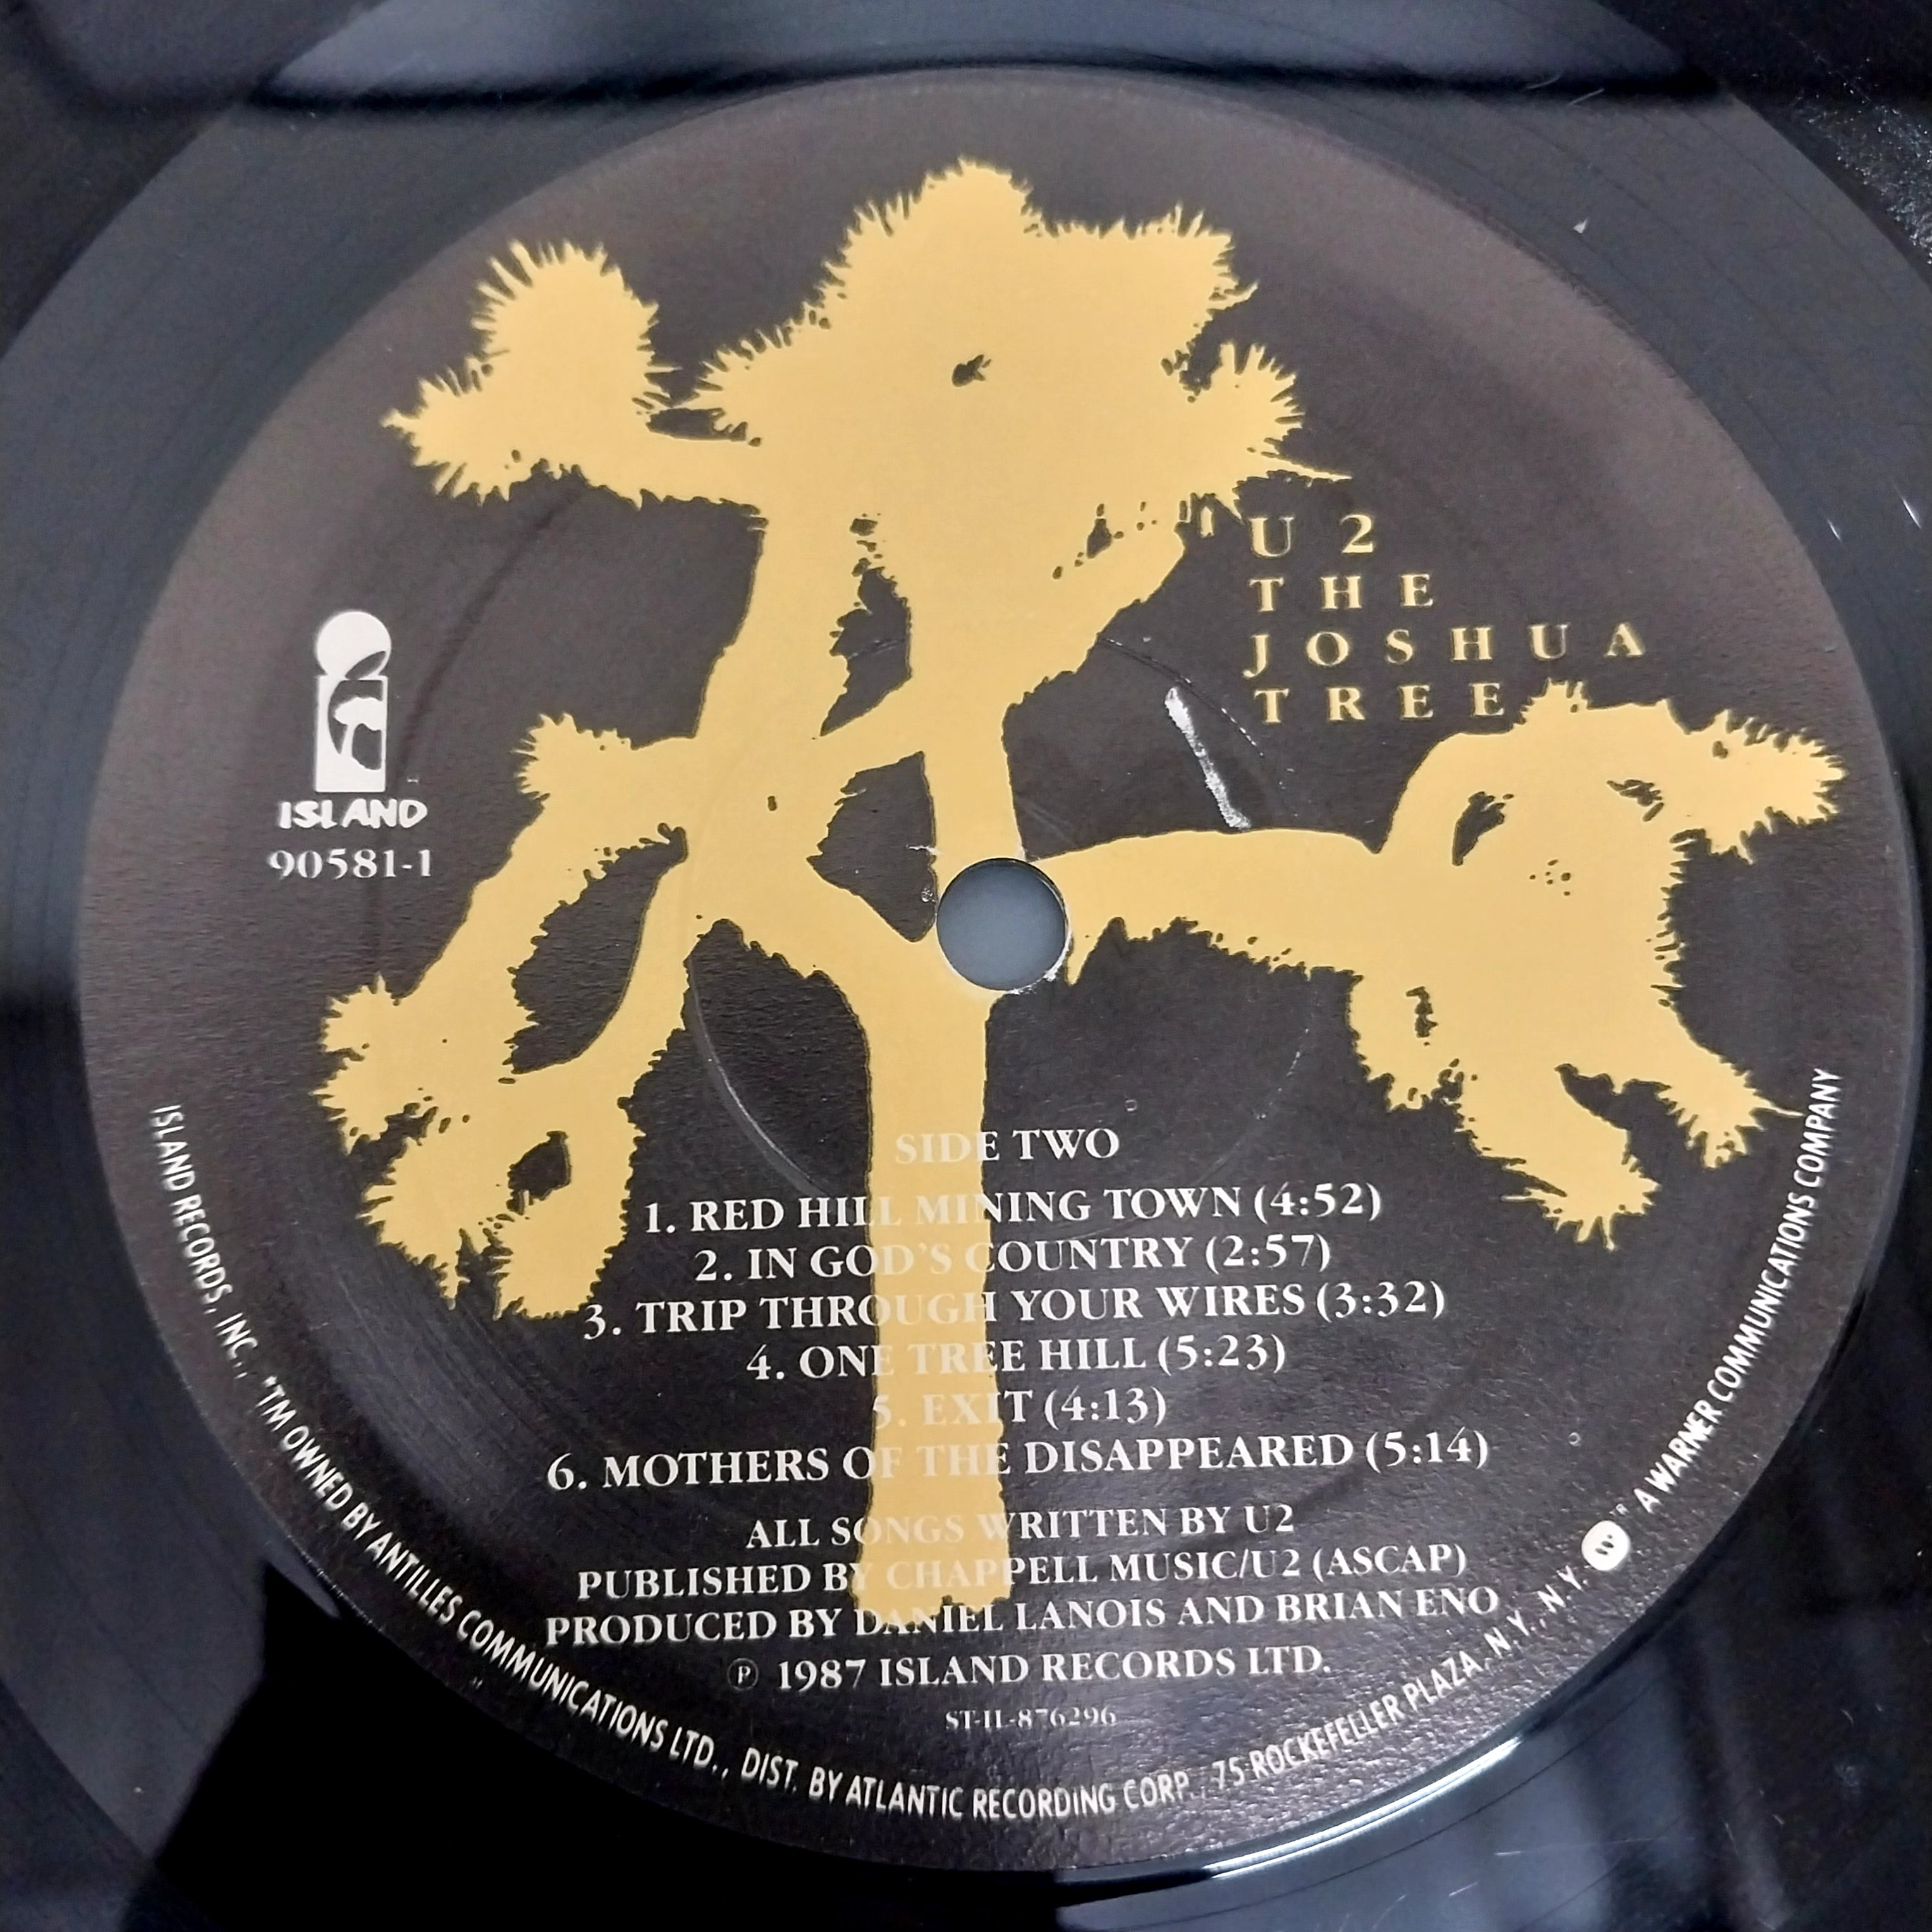 U 2
THE
JOSHUA
TREE
ISLAND
90581-1
SIDE TWO
1. RED HILL MINING TOWN (4:52)
2. IN GOD'S COUNTRY (2:57)
3. TRIP THROUGH YOUR WIRES (3:32)
4. ONE TREE HILL (5:23)
5. EXIT (4:13)
6. MOTHERS OF THE DISAPPEARED (5:14)
ALL SONGS WRITTEN BY U2
PUBLISHED BY CHAPPELL MUSIC/U2 (ASCAP)
PRODUCED BY DANIEL LANOIS AND BRIAN ENO
℗ 1987 ISLAND RECORDS LTD.
ST-IL-876296
ISLAND RECORDS, INC., *TM OWNED BY ANTILLES COMMUNICATIONS LTD., DIST. BY ATLANTIC RECORDING CORP., 75 ROCKEFELLER PLAZA, N.Y., N.Y. W ® A WARNER COMMUNICATIONS COMPANY